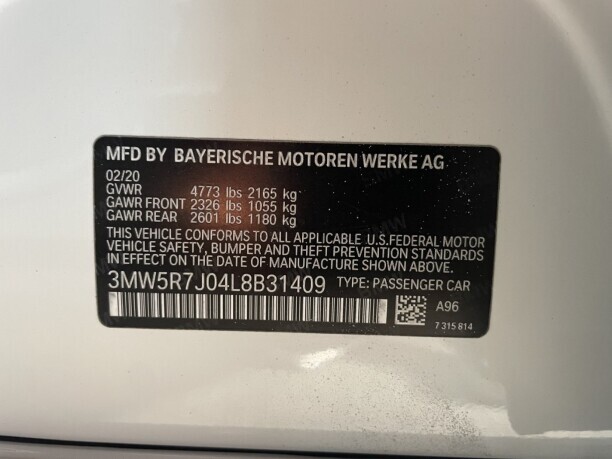 MFD BY BAYERISCHE MOTOREN WERKE AG
02/20
GVWR 4773 lbs 2165 kg
GAWR FRONT 2326 lbs 1055 kg
GAWR REAR 2601 lbs 1180 kg
THIS VEHICLE CONFORMS TO ALL APPLICABLE U.S.FEDERAL MOTOR
VEHICLE SAFETY, BUMPER AND THEFT PREVENTION STANDARDS
IN EFFECT ON THE DATE OF MANUFACTURE SHOWN ABOVE.
3MW5R7J04L8B31409 TYPE: PASSENGER CAR
A96
7 315 814